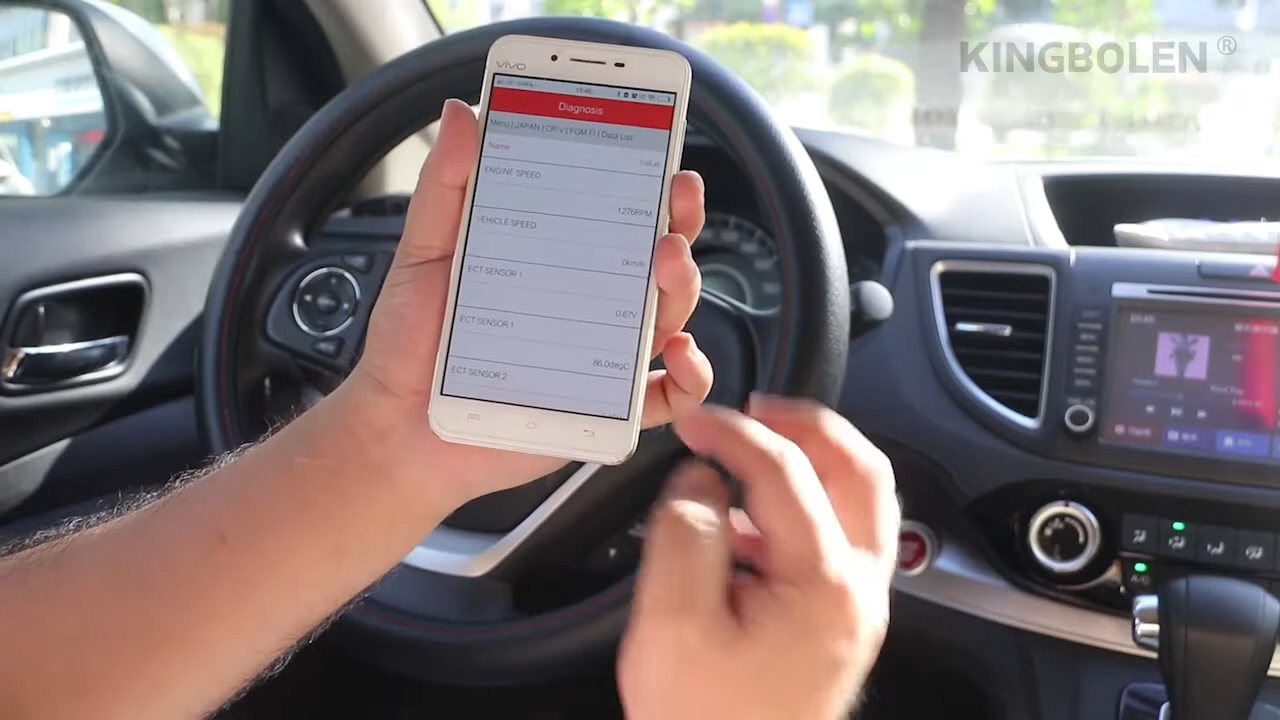 KINGBOLEN ®
vivo
Diagnosis
Menu | JAPAN | CR-V | PGM-FI | Data List
Name
Value
ENGINE SPEED
1276RPM
VEHICLE SPEED
0km/h
ECT SENSOR 1
0.67V
ECT SENSOR 1
86.0degC
ECT SENSOR 2
A/C